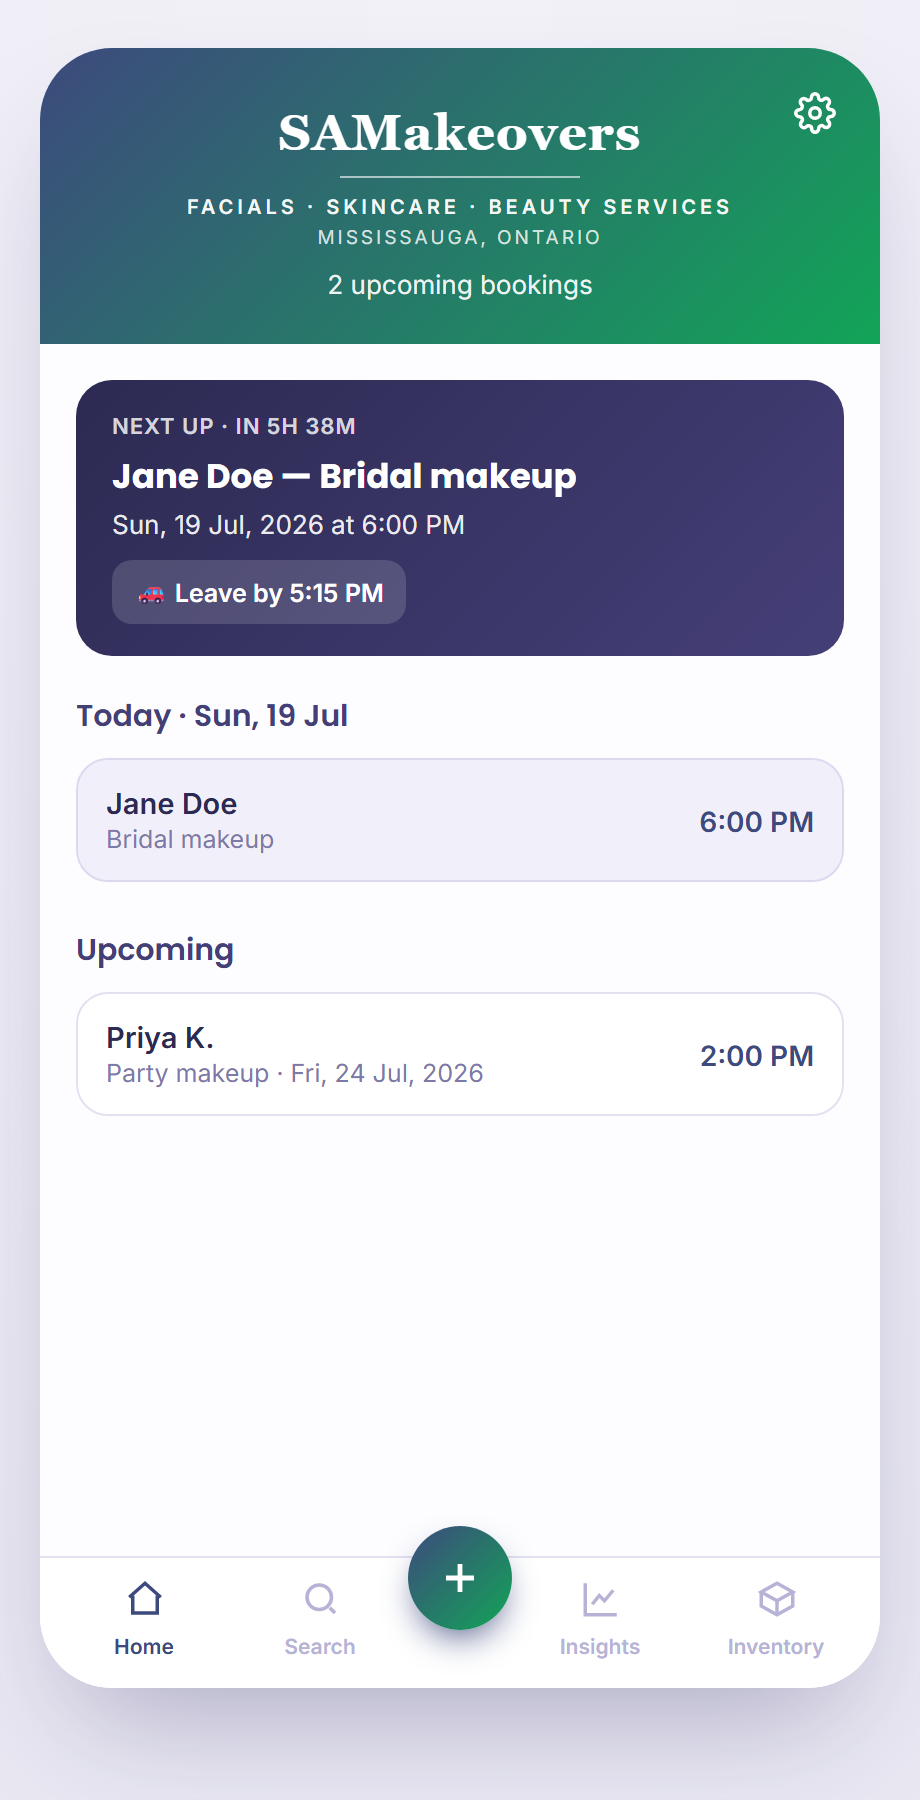 SAMakeovers
FACIALS · SKINCARE · BEAUTY SERVICES
MISSISSAUGA, ONTARIO
2 upcoming bookings
NEXT UP · IN 5H 38M
Jane Doe — Bridal makeup
Sun, 19 Jul, 2026 at 6:00 PM
🚗 Leave by 5:15 PM
Today · Sun, 19 Jul
Jane Doe
Bridal makeup
6:00 PM
Upcoming
Priya K.
Party makeup · Fri, 24 Jul, 2026
2:00 PM
+
Home
Search
Insights
Inventory